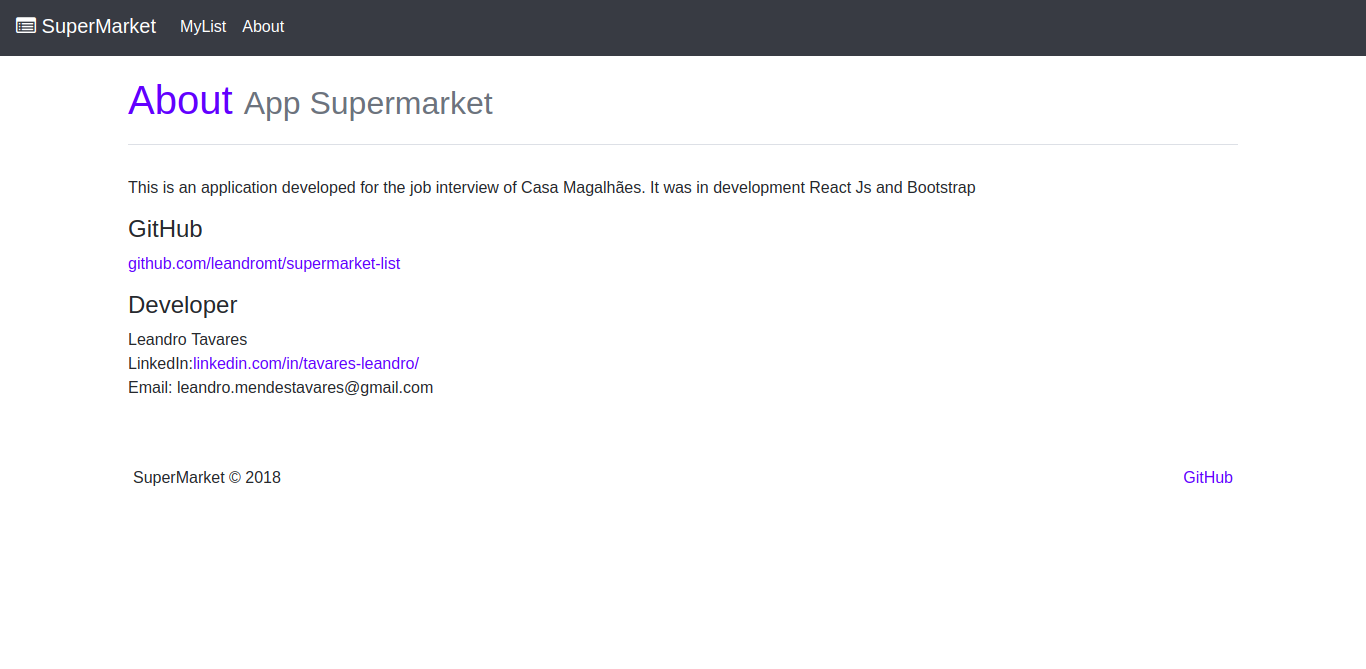 SuperMarket MyList About
About App Supermarket
This is an application developed for the job interview of Casa Magalhães. It was in development React Js and Bootstrap
GitHub
github.com/leandromt/supermarket-list
Developer
Leandro Tavares
LinkedIn:linkedin.com/in/tavares-leandro/
Email: leandro.mendestavares@gmail.com
SuperMarket © 2018 GitHub